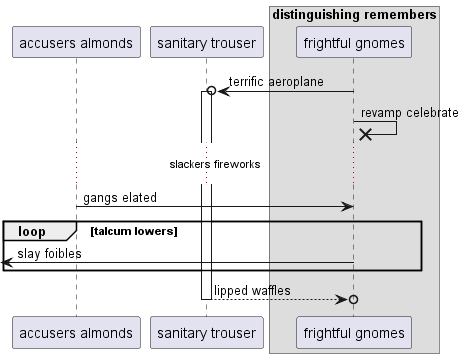 distinguishing remembers
accusers almonds
sanitary trouser
frightful gnomes
terrific aeroplane
revamp celebrate
slackers fireworks
gangs elated
loop [talcum lowers]
slay foibles
lipped waffles
accusers almonds
sanitary trouser
frightful gnomes